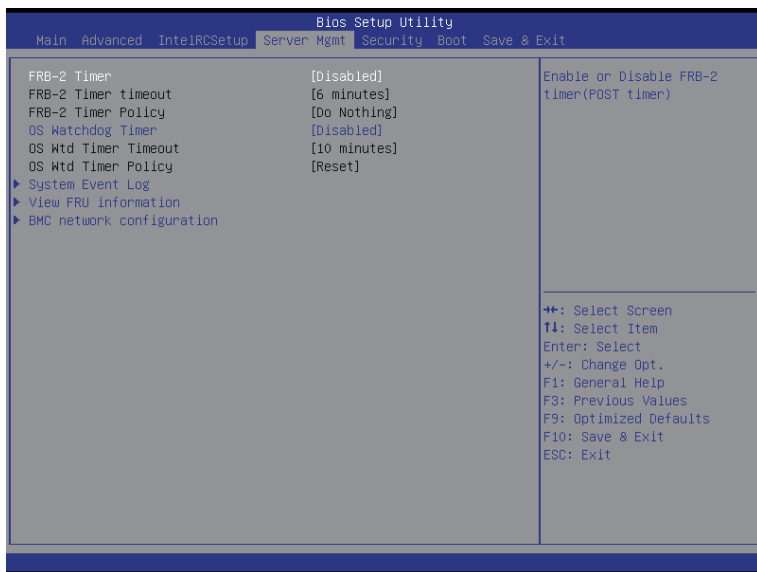 Bios Setup Utility
Main Advanced IntelRCSetup Server Mgmt Security Boot Save & Exit
FRB-2 Timer [Disabled]
FRB-2 Timer timeout [6 minutes]
FRB-2 Timer Policy [Do Nothing]
OS Watchdog Timer [Disabled]
OS Wtd Timer Timeout [10 minutes]
OS Wtd Timer Policy [Reset]
System Event Log
View FRU information
BMC network configuration
Enable or Disable FRB-2
timer(POST timer)
→←: Select Screen
↑↓: Select Item
Enter: Select
+/-: Change Opt.
F1: General Help
F3: Previous Values
F9: Optimized Defaults
F10: Save & Exit
ESC: Exit